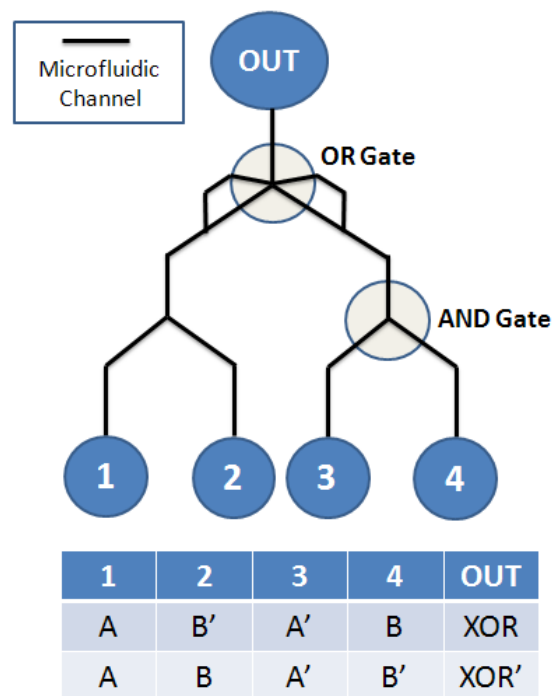 OUT
Microfluidic
Channel
OR Gate
AND Gate
1 2 3 4
1 2 3 4 OUT
A B’ A’ B XOR
A B A’ B’ XOR’